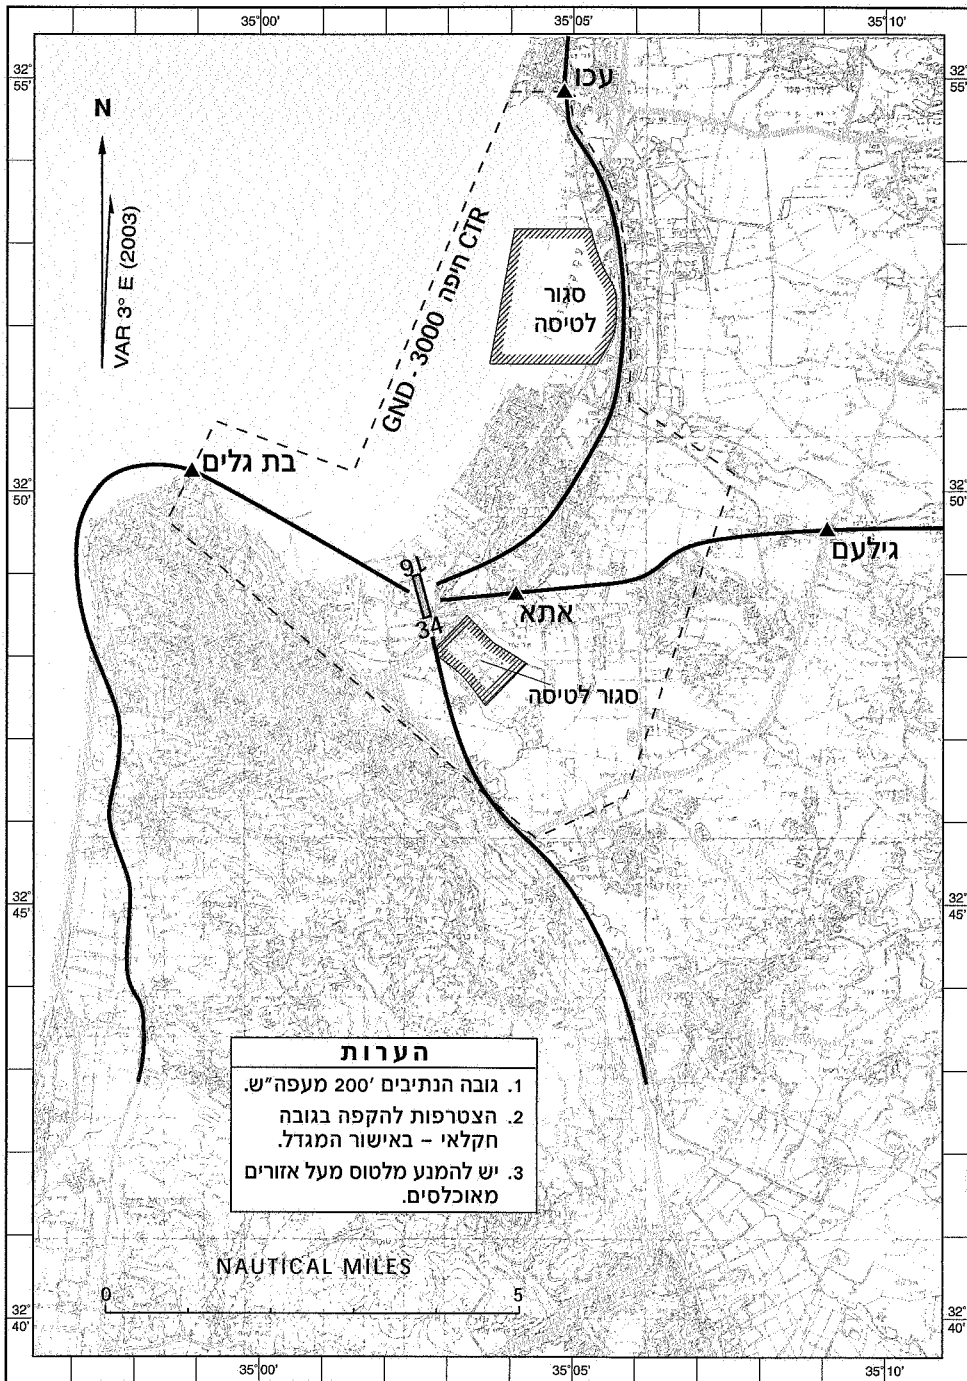 35°00'
35°05'
35°10'
32°
55'
32°
55'
עכו
N
VAR 3° E (2003)
GND - 3000 חיפה CTR
סגור
לטיסה
בת גלים
32°
50'
32°
50'
גילעם
16
34
אתא
סגור לטיסה
32°
45'
32°
45'
הערות
1. גובה הנתיבים 200' מעפה"ש.
2. הצטרפות להקפה בגובה
חקלאי – באישור המגדל.
3. יש להמנע מלטוס מעל אזורים
מאוכלסים.
NAUTICAL MILES
0
5
32°
40'
32°
40'
35°00'
35°05'
35°10'